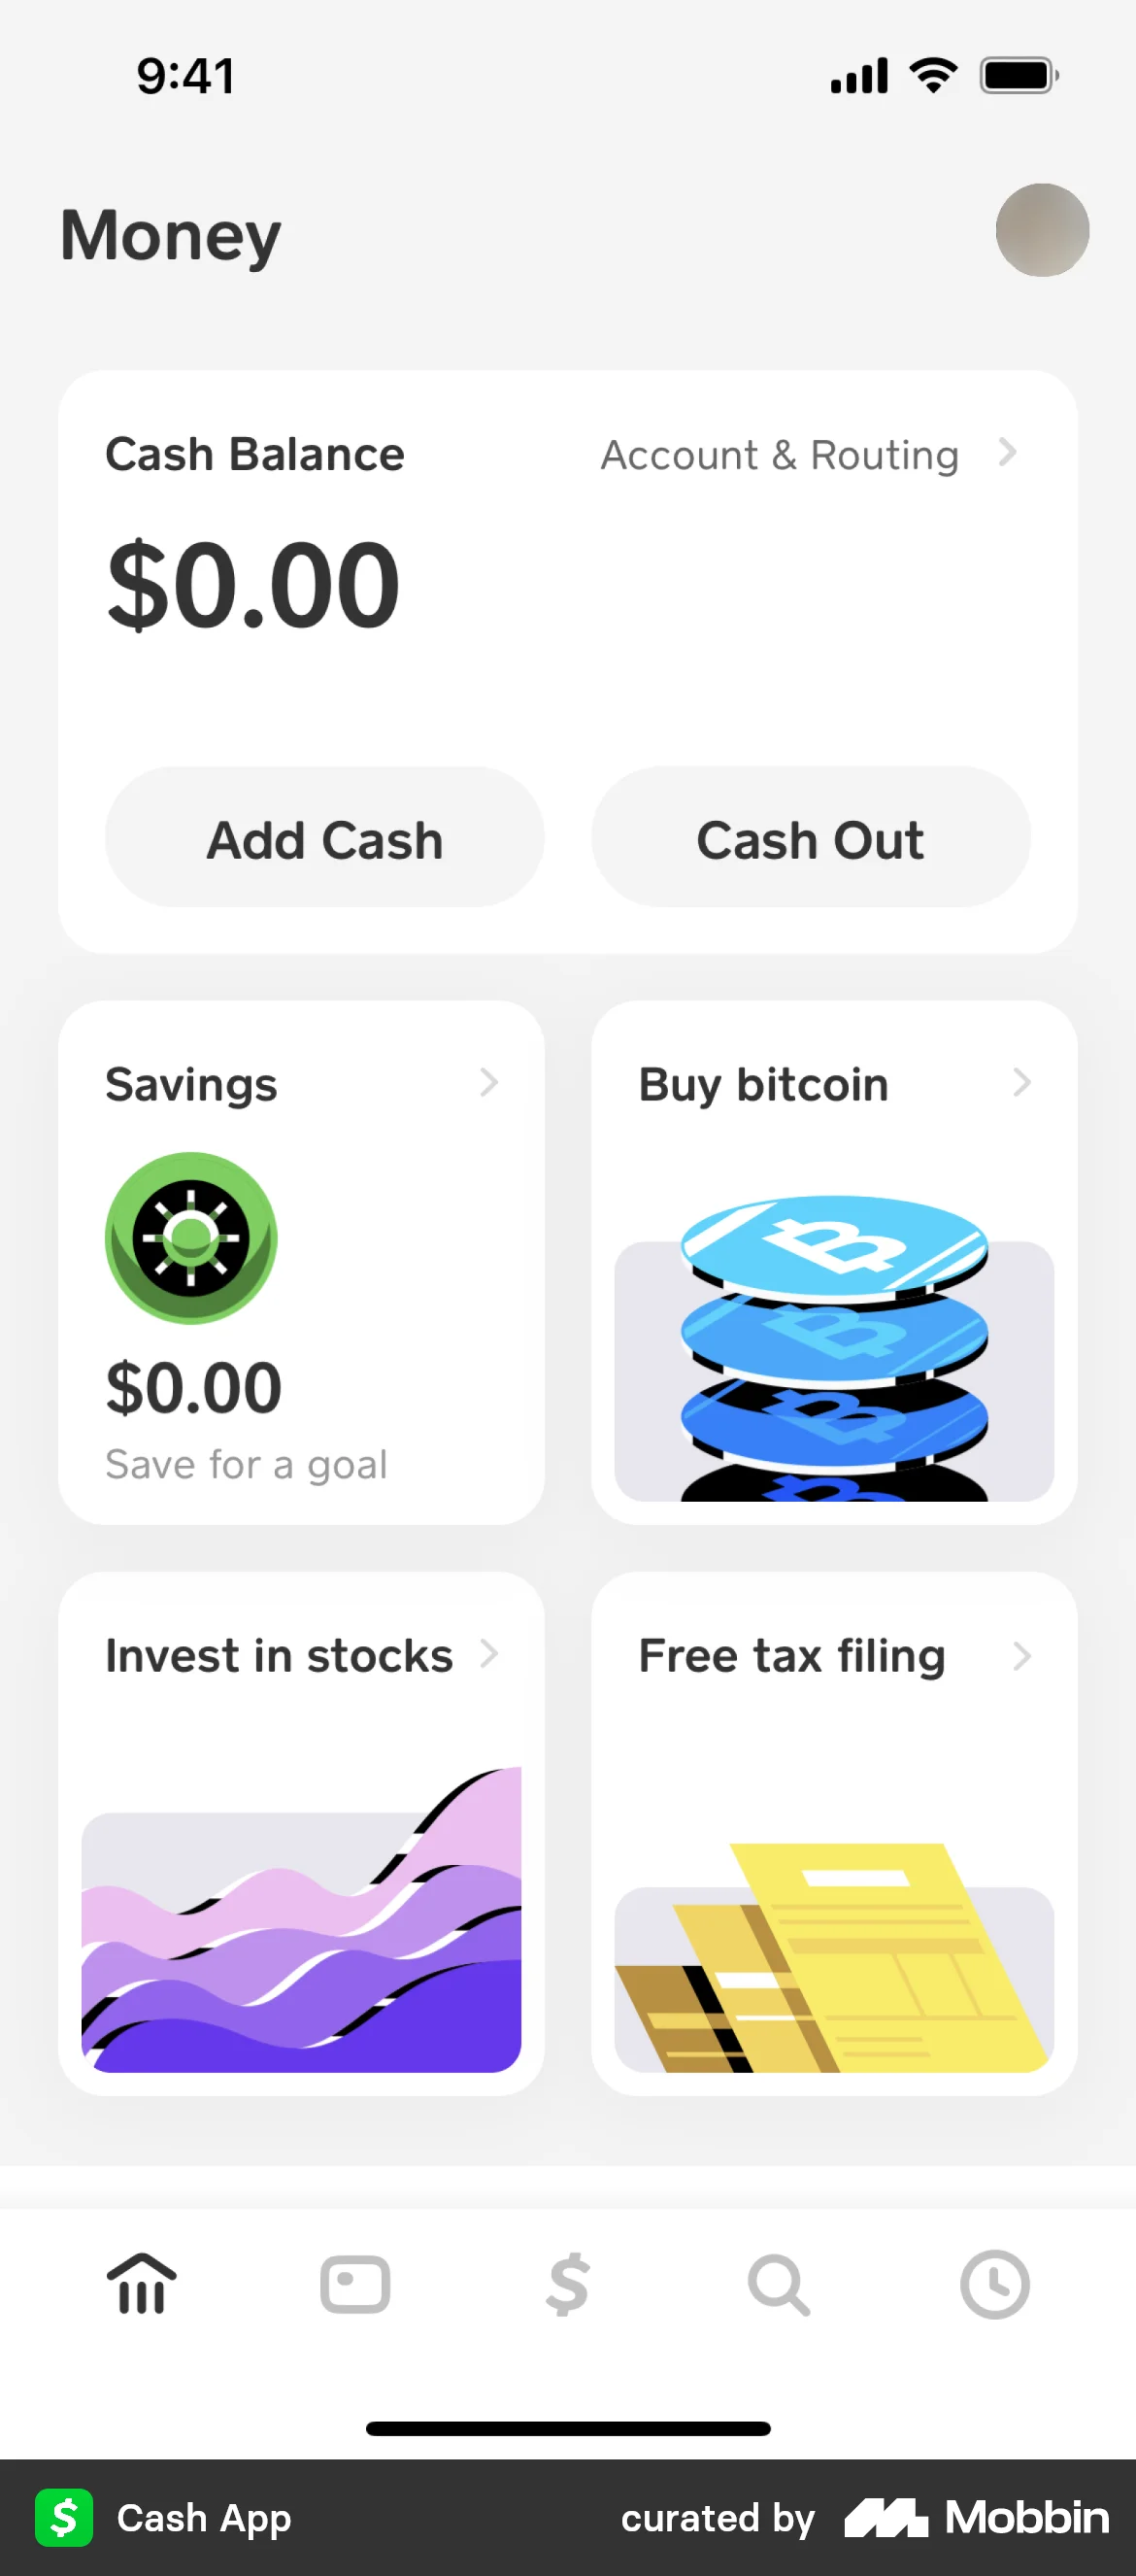 9:41
Money
Cash Balance
Account & Routing
$0.00
Add Cash
Cash Out
Savings
Buy bitcoin
$0.00
Save for a goal
Invest in stocks
Free tax filing
Cash App
curated by Mobbin